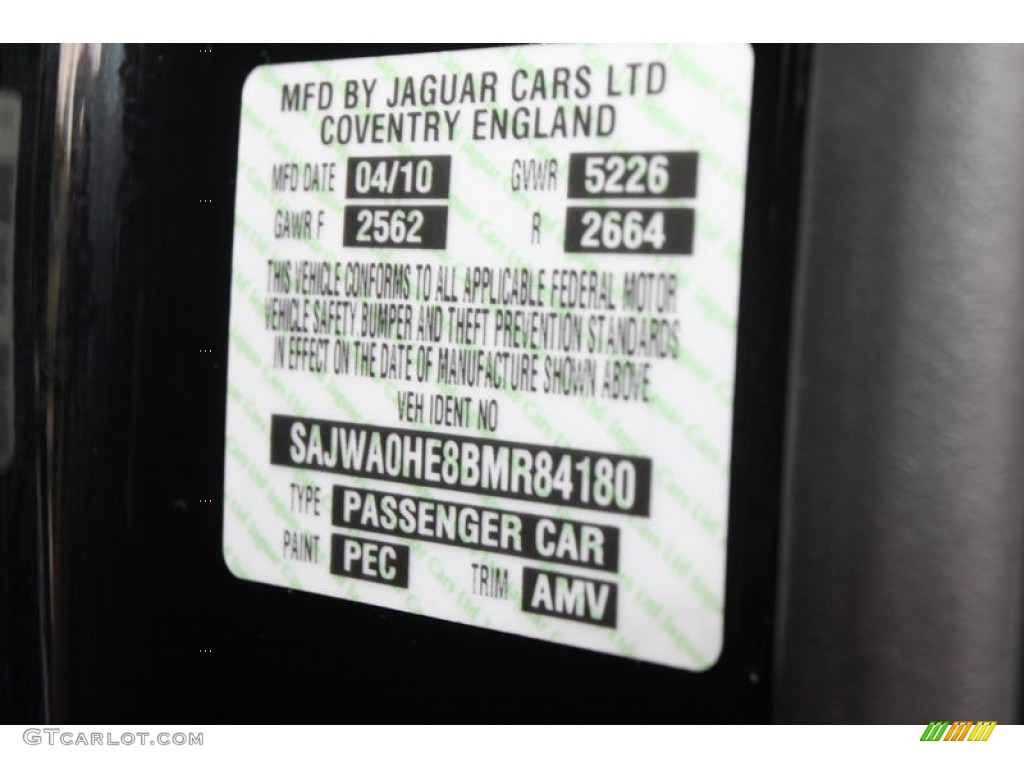 MFD BY JAGUAR CARS LTD
COVENTRY ENGLAND
MFD DATE 04/10 GVWR 5226
GAWR F 2562 R 2664
THIS VEHICLE CONFORMS TO ALL APPLICABLE FEDERAL MOTOR
VEHICLE SAFETY BUMPER AND THEFT PREVENTION STANDARDS
IN EFFECT ON THE DATE OF MANUFACTURE SHOWN ABOVE
VEH IDENT NO
SAJWA0HE8BMR84180
TYPE PASSENGER CAR
PAINT PEC TRIM AMV
GTCARLOT.COM